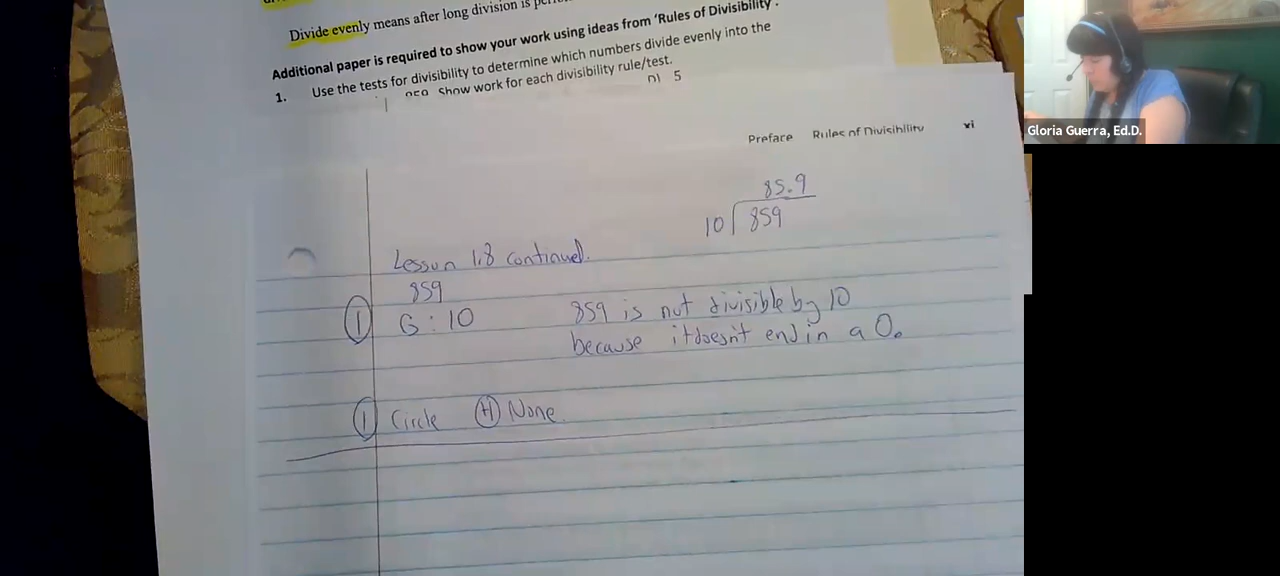 Divide evenly means after long division is
Additional paper is required to show your work using ideas from 'Rules of Divisibility'.
1. Use the tests for divisibility to determine which numbers divide evenly into the
Show work for each divisibility rule/test.
5
Preface Rules of Divisibility xi
Gloria Guerra, Ed.D.
85.9
10 859
Lesson 1.8 continued.
859
1 G : 10 859 is not divisible by 10
because it doesn't end in a 0.
1 Circle H None.